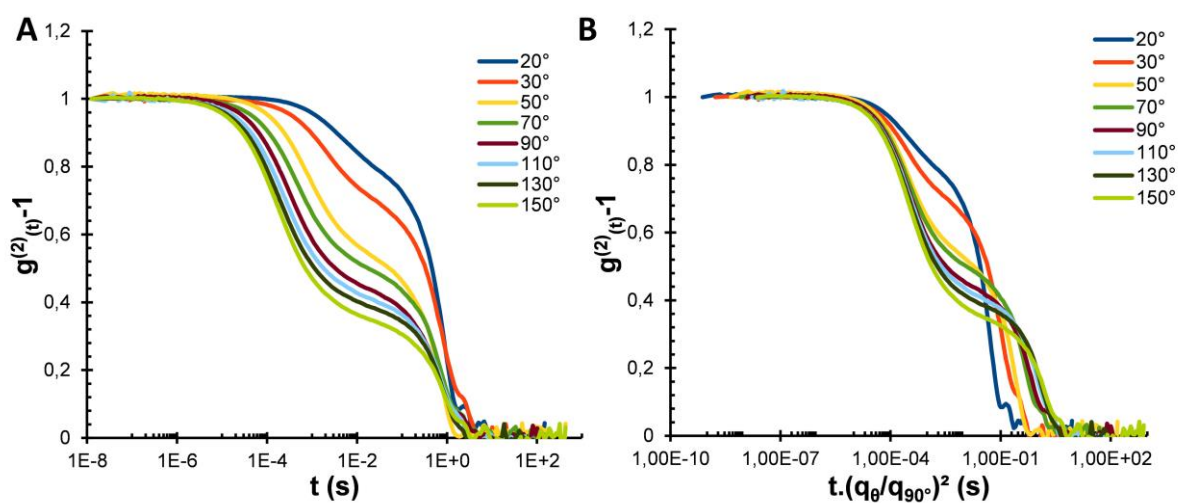 A
B
1,2
1
0,8
0,6
0,4
0,2
0
g(2)(t)-1
1E-8
1E-6
1E-4
1E-2
1E+0
1E+2
t (s)
20°
30°
50°
70°
90°
110°
130°
150°
1,2
1
0,8
0,6
0,4
0,2
0
g(2)(t)-1
1,00E-10
1,00E-07
1,00E-04
1,00E-01
1,00E+02
t.(qθ/q90°)² (s)
20°
30°
50°
70°
90°
110°
130°
150°